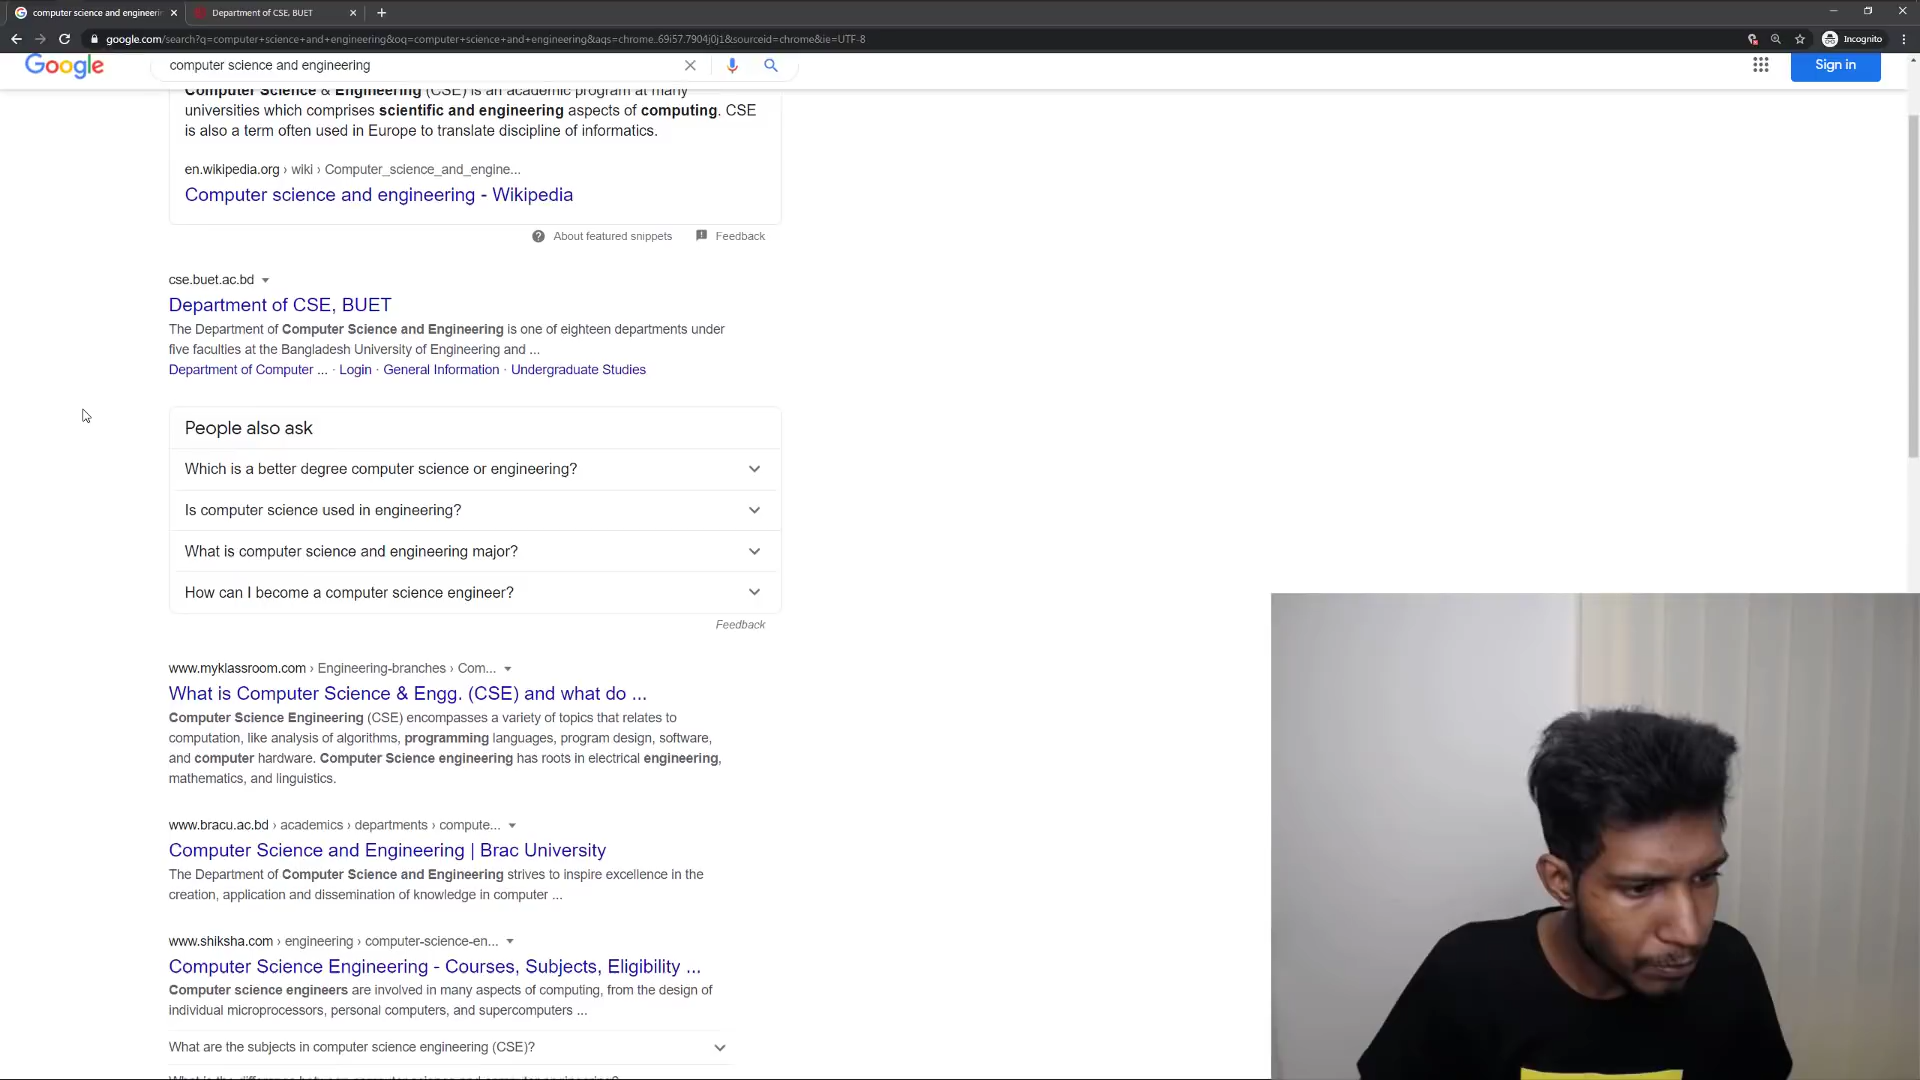 computer science and engineerin
Department of CSE, BUET
google.com/search?q=computer+science+and+engineering&oq=computer+science+and+engineering&aqs=chrome..69i57.7904j0j1&sourceid=chrome&ie=UTF-8
Incognito
Google
computer science and engineering
Sign in
Computer Science & Engineering (CSE) is an academic program at many
universities which comprises scientific and engineering aspects of computing. CSE
is also a term often used in Europe to translate discipline of informatics.
en.wikipedia.org › wiki › Computer_science_and_engine...
Computer science and engineering - Wikipedia
About featured snippets
Feedback
cse.buet.ac.bd
Department of CSE, BUET
The Department of Computer Science and Engineering is one of eighteen departments under
five faculties at the Bangladesh University of Engineering and ...
Department of Computer ... · Login · General Information · Undergraduate Studies
People also ask
Which is a better degree computer science or engineering?
Is computer science used in engineering?
What is computer science and engineering major?
How can I become a computer science engineer?
Feedback
www.myklassroom.com › Engineering-branches › Com...
What is Computer Science & Engg. (CSE) and what do ...
Computer Science Engineering (CSE) encompasses a variety of topics that relates to
computation, like analysis of algorithms, programming languages, program design, software,
and computer hardware. Computer Science engineering has roots in electrical engineering,
mathematics, and linguistics.
www.bracu.ac.bd › academics › departments › compute...
Computer Science and Engineering | Brac University
The Department of Computer Science and Engineering strives to inspire excellence in the
creation, application and dissemination of knowledge in computer ...
www.shiksha.com › engineering › computer-science-en...
Computer Science Engineering - Courses, Subjects, Eligibility ...
Computer science engineers are involved in many aspects of computing, from the design of
individual microprocessors, personal computers, and supercomputers ...
What are the subjects in computer science engineering (CSE)?